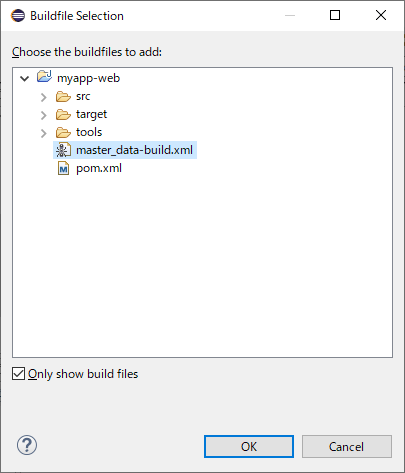 Buildfile Selection
Choose the buildfiles to add:
myapp-web
src
target
tools
master_data-build.xml
pom.xml
Only show build files
OK
Cancel